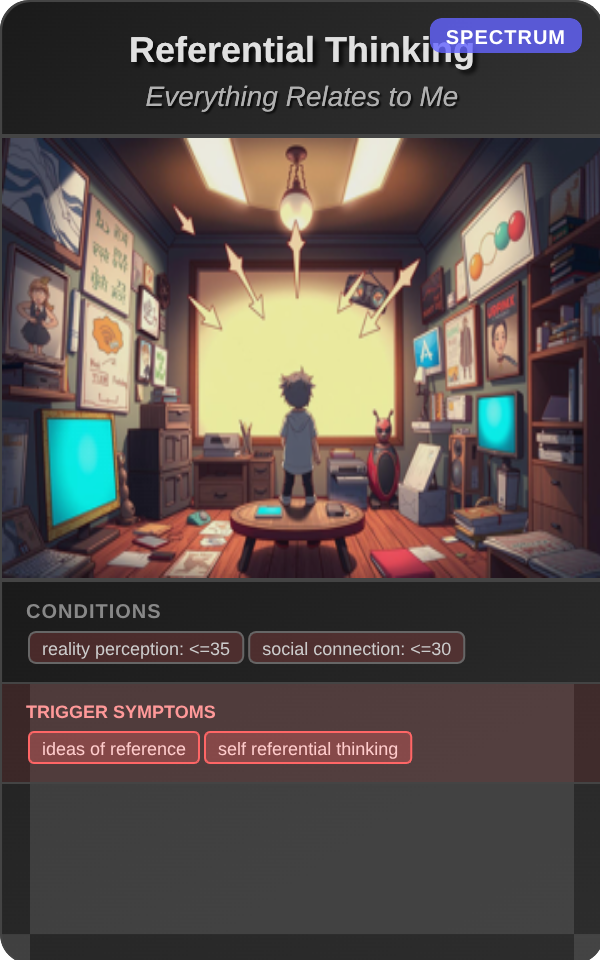 Referential Thinking
SPECTRUM
Everything Relates to Me
CONDITIONS
reality perception: <=35
social connection: <=30
TRIGGER SYMPTOMS
ideas of reference
self referential thinking